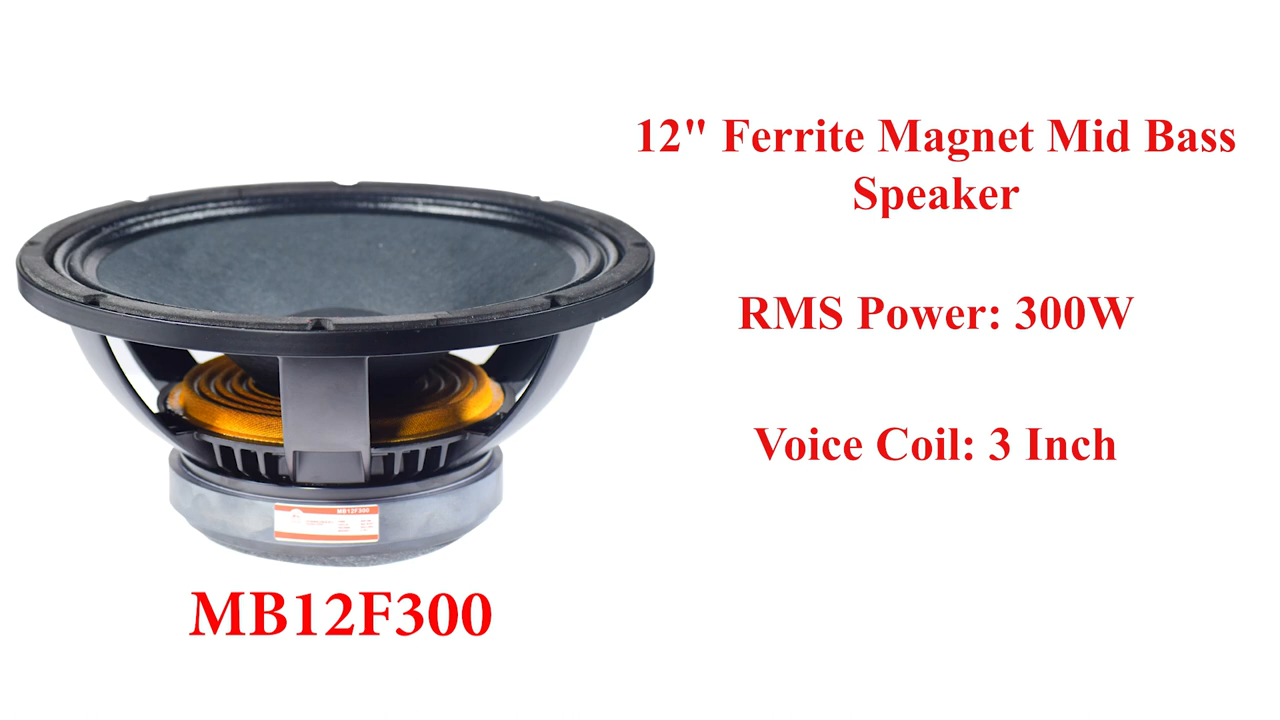 12" Ferrite Magnet Mid Bass
Speaker
RMS Power: 300W
Voice Coil: 3 Inch
MB12F300
MB12F300